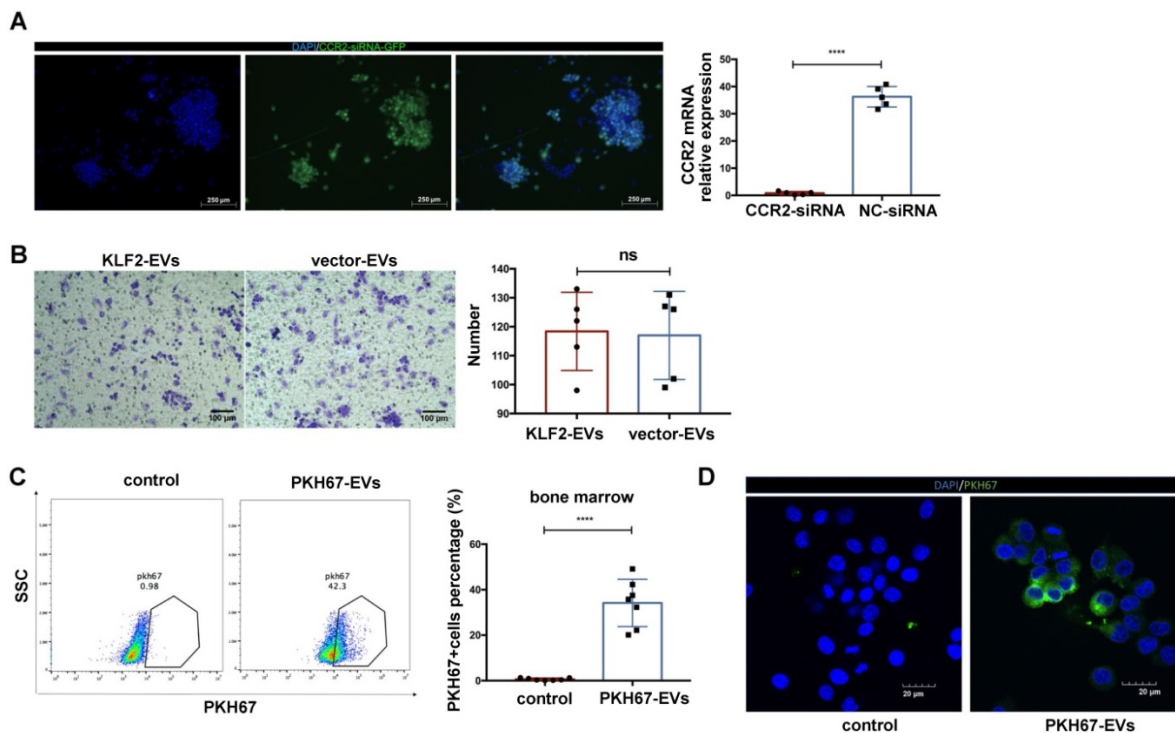 A
DAPI/CCR2-siRNA-GFP
250 µm
250 µm
250 µm
CCR2 mRNA
relative expression
50
40
30
20
10
0
****
CCR2-siRNA NC-siRNA
B
KLF2-EVs vector-EVs
100 µm
100 µm
Number
140
130
120
110
100
90
ns
KLF2-EVs vector-EVs
C
control PKH67-EVs
SSC
pkh67
0.98
pkh67
42.3
PKH67
bone marrow
PKH67+cells percentage (%)
60
40
20
0
****
control PKH67-EVs
D
DAPI/PKH67
20 µm
20 µm
control PKH67-EVs